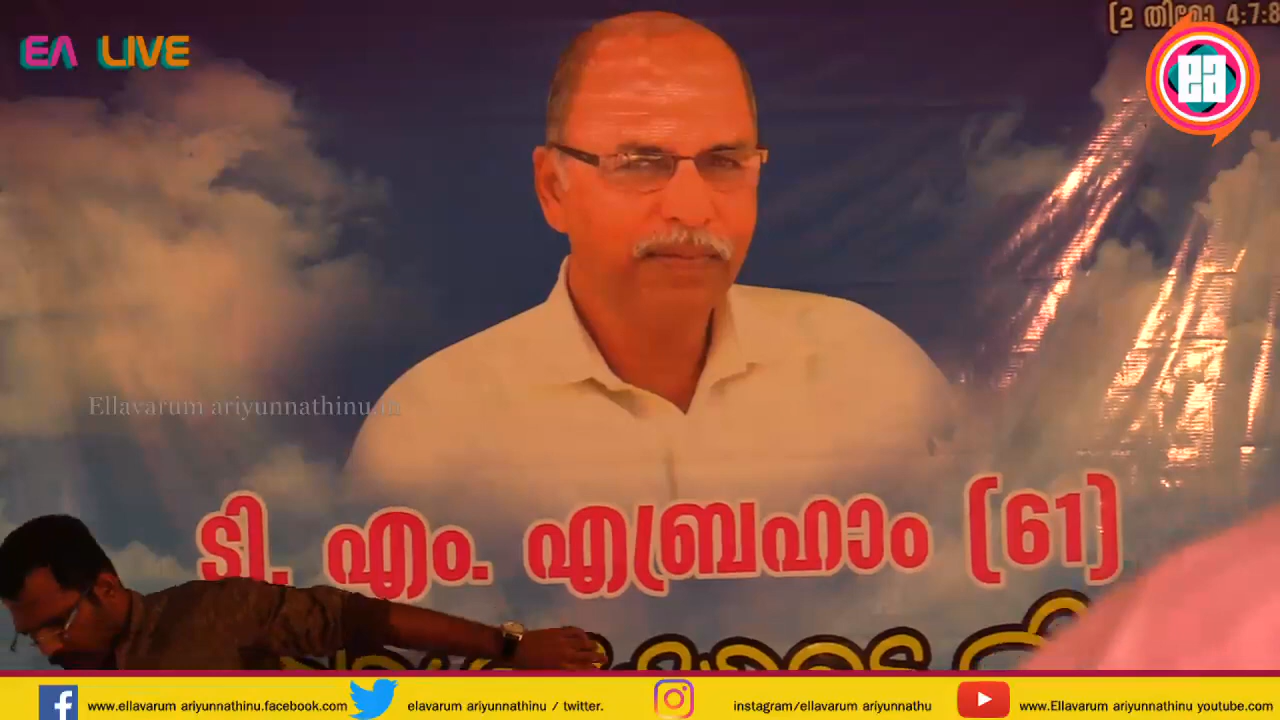 EA LIVE
(2 തിമോ 4:7:8
ea
Ellavarum ariyunnathinu.in
ടി. എം. എബ്രഹാം (61)
www.ellavarum ariyunnathinu.facebook.com
elavarum ariyunnathinu / twitter.
instagram/ellavarum ariyunnathu
www.Ellavarum ariyunnathinu youtube.com